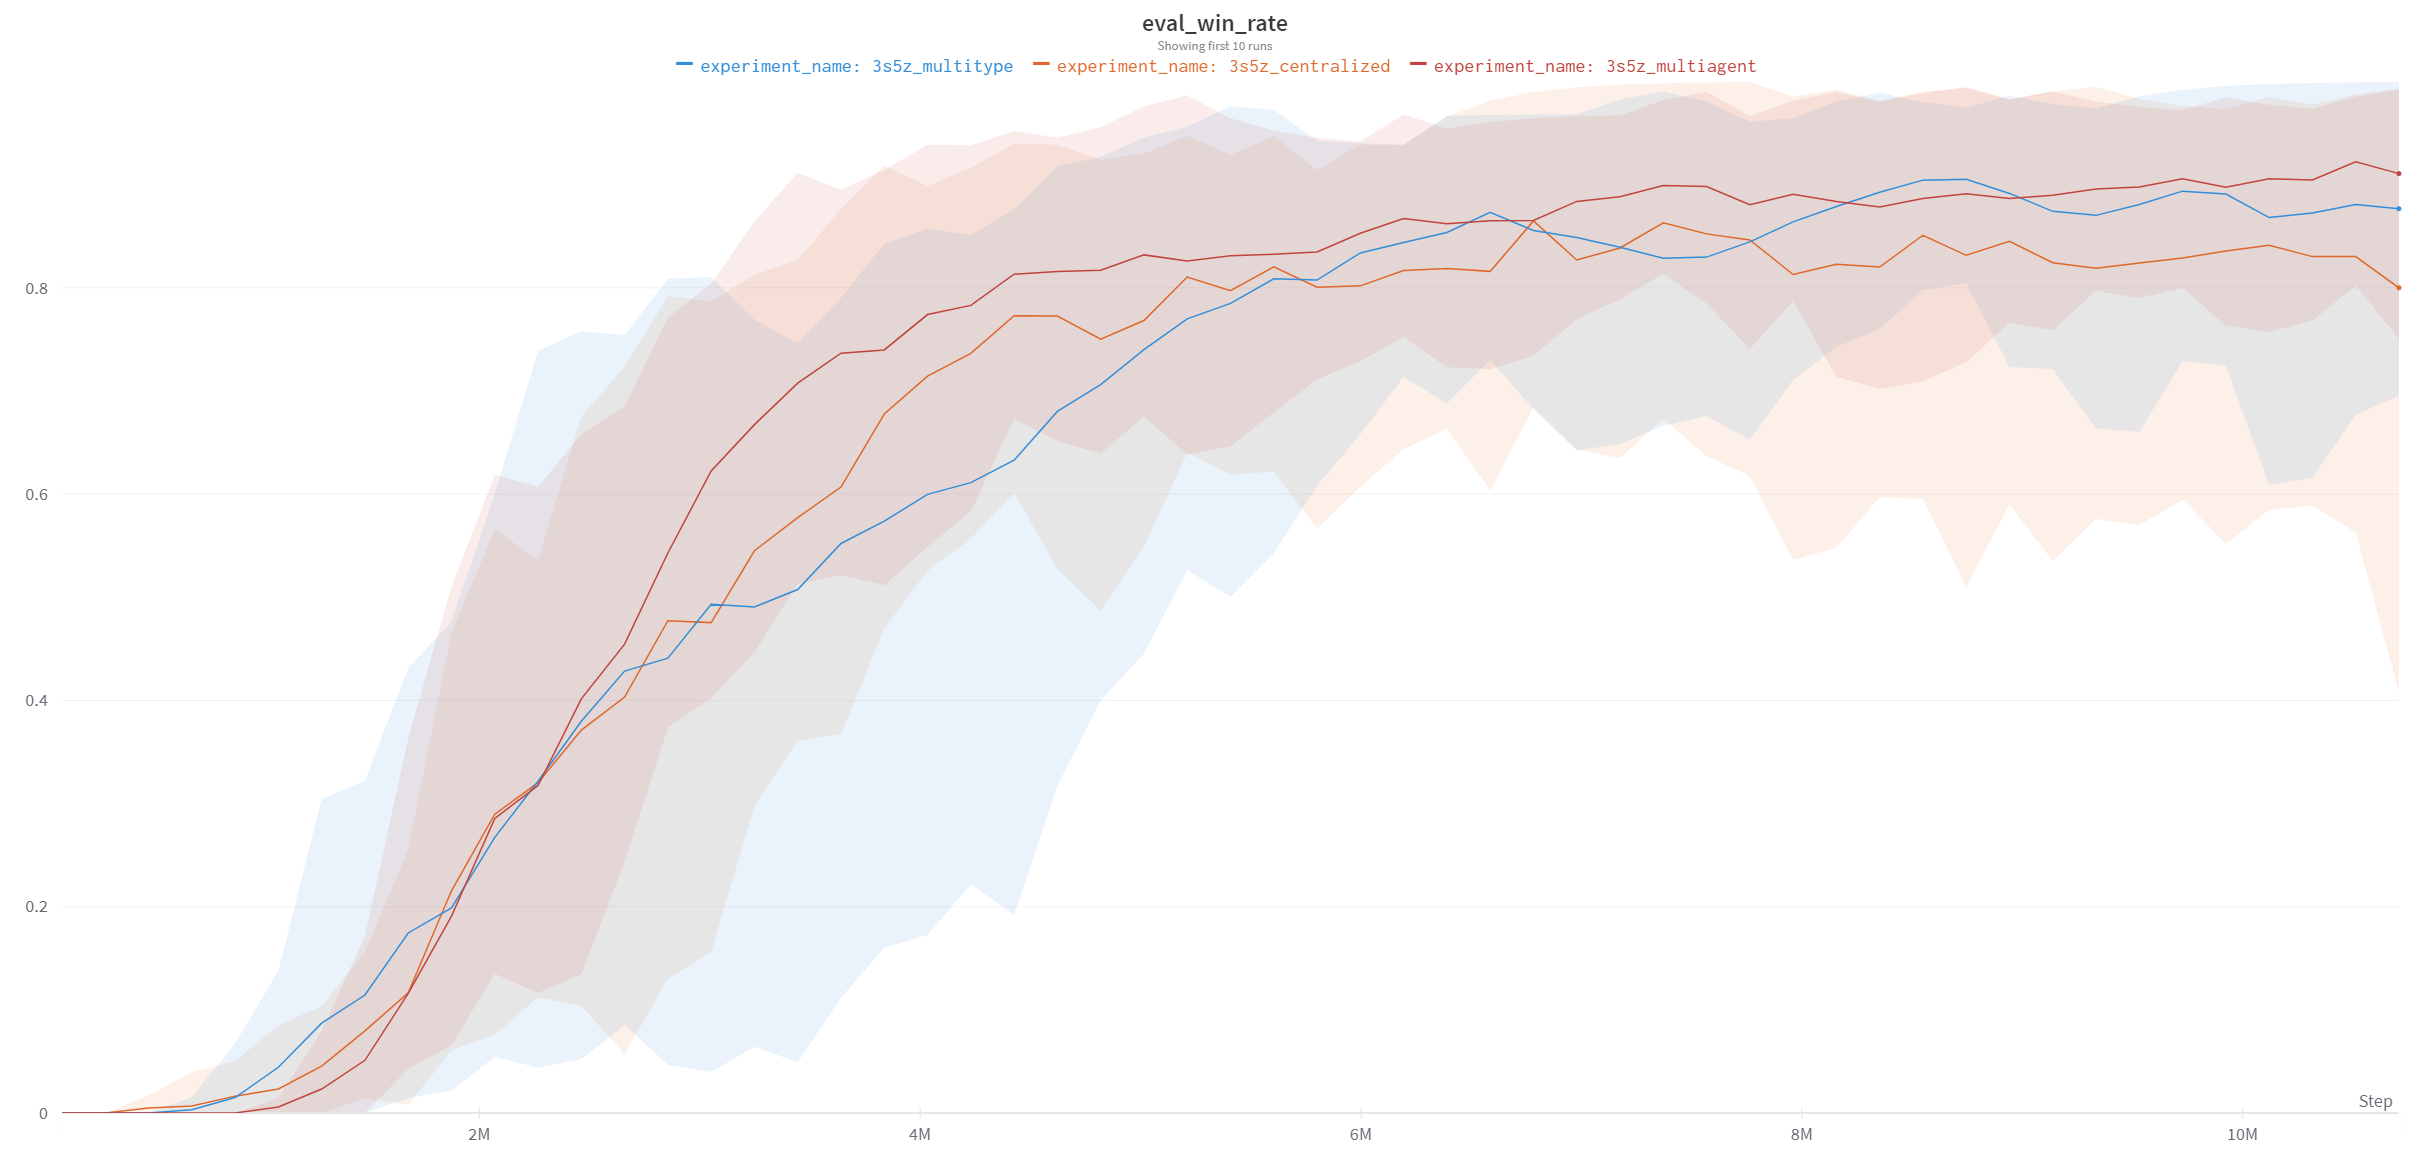 eval_win_rate
Showing first 10 runs
experiment_name: 3s5z_multitype experiment_name: 3s5z_centralized experiment_name: 3s5z_multiagent
0.8
0.6
0.4
0.2
0
Step
2M 4M 6M 8M 10M